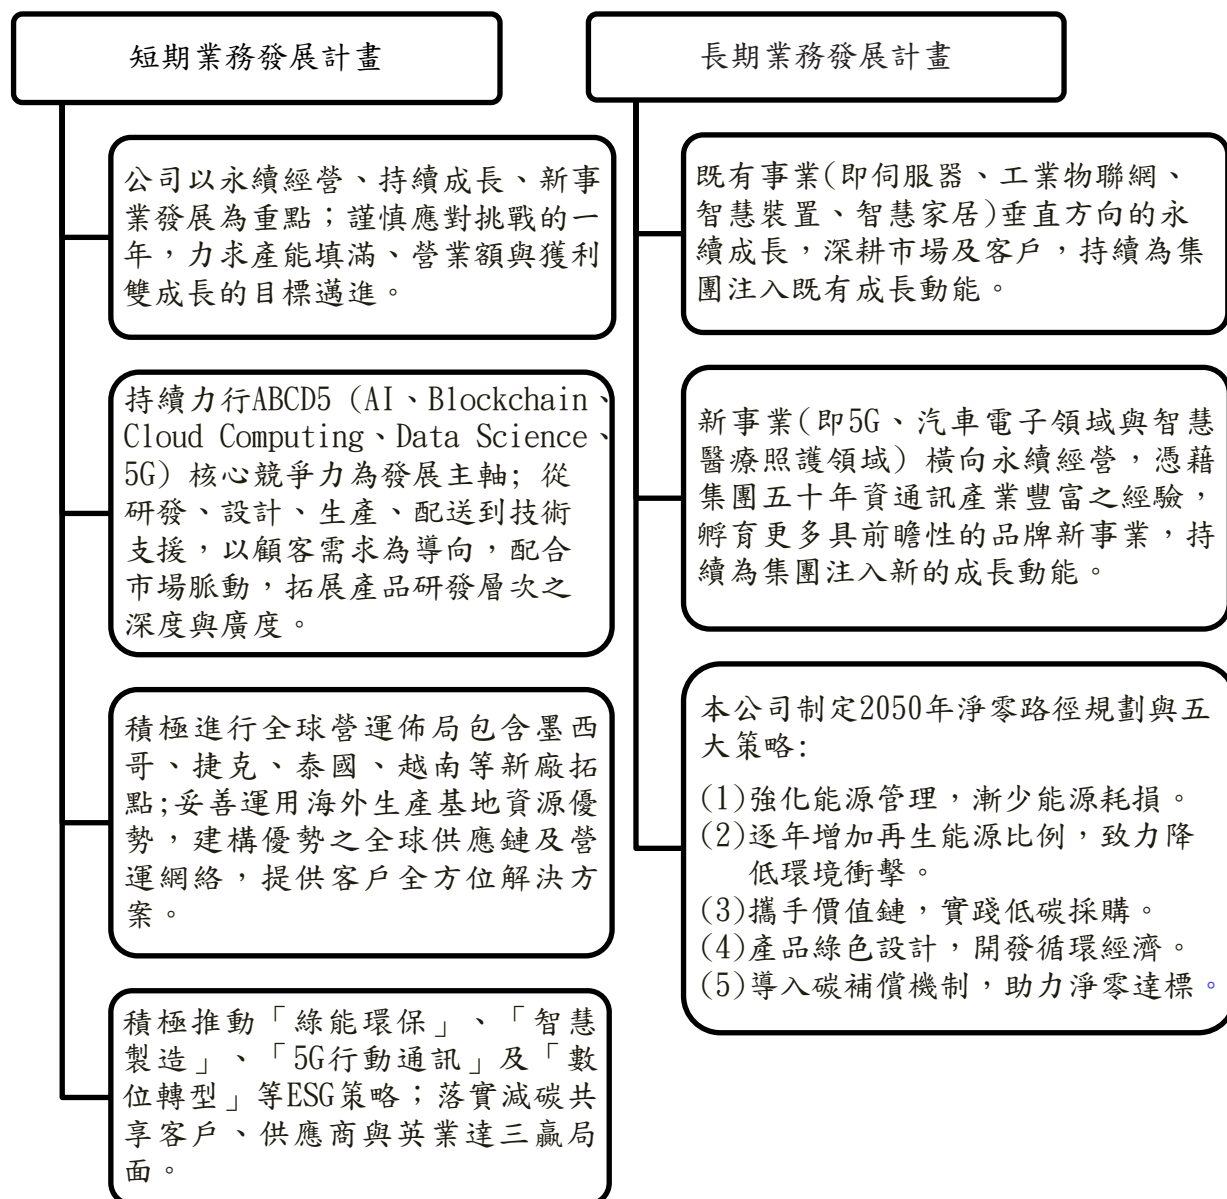 短期業務發展計畫
公司以永續經營、持續成長、新事
業發展為重點；謹慎應對挑戰的一
年，力求產能填滿、營業額與獲利
雙成長的目標邁進。
持續力行ABCD5 (AI、Blockchain、
Cloud Computing、Data Science、
5G) 核心競爭力為發展主軸; 從
研發、設計、生產、配送到技術
支援，以顧客需求為導向，配合
市場脈動，拓展產品研發層次之
深度與廣度。
積極進行全球營運佈局包含墨西
哥、捷克、泰國、越南等新廠拓
點;妥善運用海外生產基地資源優
勢，建構優勢之全球供應鏈及營
運網絡，提供客戶全方位解決方
案。
積極推動「綠能環保」、「智慧
製造」、「5G行動通訊」及「數
位轉型」等ESG策略；落實減碳共
享客戶、供應商與英業達三贏局
面。
長期業務發展計畫
既有事業(即伺服器、工業物聯網、
智慧裝置、智慧家居)垂直方向的永
續成長，深耕市場及客戶，持續為集
團注入既有成長動能。
新事業(即5G、汽車電子領域與智慧
醫療照護領域) 橫向永續經營，憑藉
集團五十年資通訊產業豐富之經驗，
孵育更多具前瞻性的品牌新事業，持
續為集團注入新的成長動能。
本公司制定2050年淨零路徑規劃與五
大策略:
(1)強化能源管理，漸少能源耗損。
(2)逐年增加再生能源比例，致力降
低環境衝擊。
(3)攜手價值鏈，實踐低碳採購。
(4)產品綠色設計，開發循環經濟。
(5)導入碳補償機制，助力淨零達標。